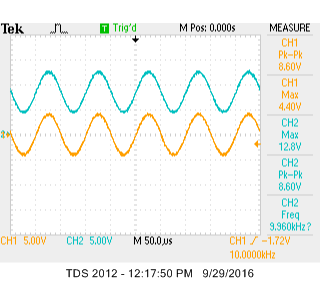 Tek Trig'd M Pos: 0.000s MEASURE
CH1
Pk-Pk
8.60V
CH1
Max
4.40V
CH2
Max
12.8V
CH2
Pk-Pk
8.60V
CH2
Freq
9.960kHz?
2
CH1 5.00V CH2 5.00V M 50.0µs CH1 / -1.72V
10.0000kHz
TDS 2012 - 12:17:50 PM 9/29/2016